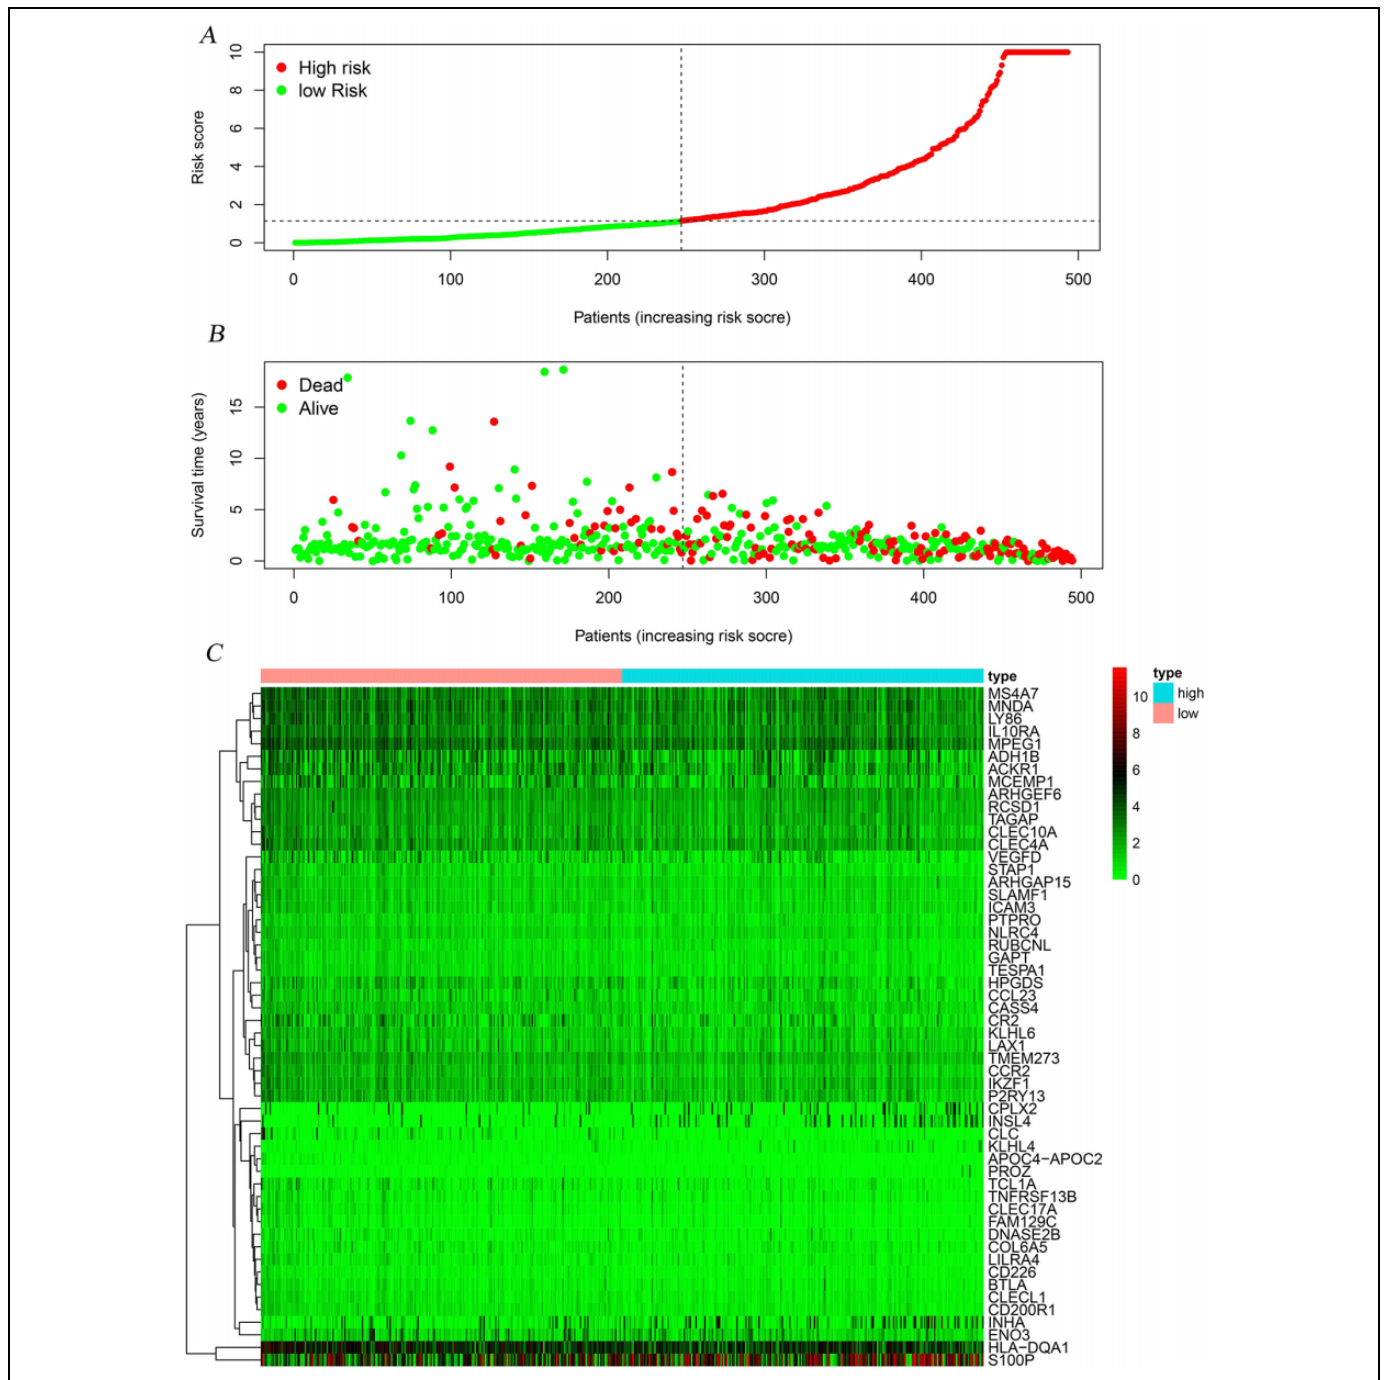 A
High risk
low Risk
Risk score
0
2
4
6
8
10
0 100 200 300 400 500
Patients (increasing risk socre)
B
Dead
Alive
Survival time (years)
0
5
10
15
0 100 200 300 400 500
Patients (increasing risk socre)
C
type
MS4A7
MNDA
LY86
IL10RA
MPEG1
ADH1B
ACKR1
MCEMP1
ARHGEF6
RCSD1
TAGAP
CLEC10A
CLEC4A
VEGFD
STAP1
ARHGAP15
SLAMF1
ICAM3
PTPRO
NLRC4
RUBCNL
GAPT
TESPA1
HPGDS
CCL23
CASS4
CR2
KLHL6
LAX1
TMEM273
CCR2
IKZF1
P2RY13
CPLX2
INSL4
CLC
KLHL4
APOC4−APOC2
PROZ
TCL1A
TNFRSF13B
CLEC17A
FAM129C
DNASE2B
COL6A5
LILRA4
CD226
BTLA
CLECL1
CD200R1
INHA
ENO3
HLA−DQA1
S100P
10
8
6
4
2
0
type
high
low